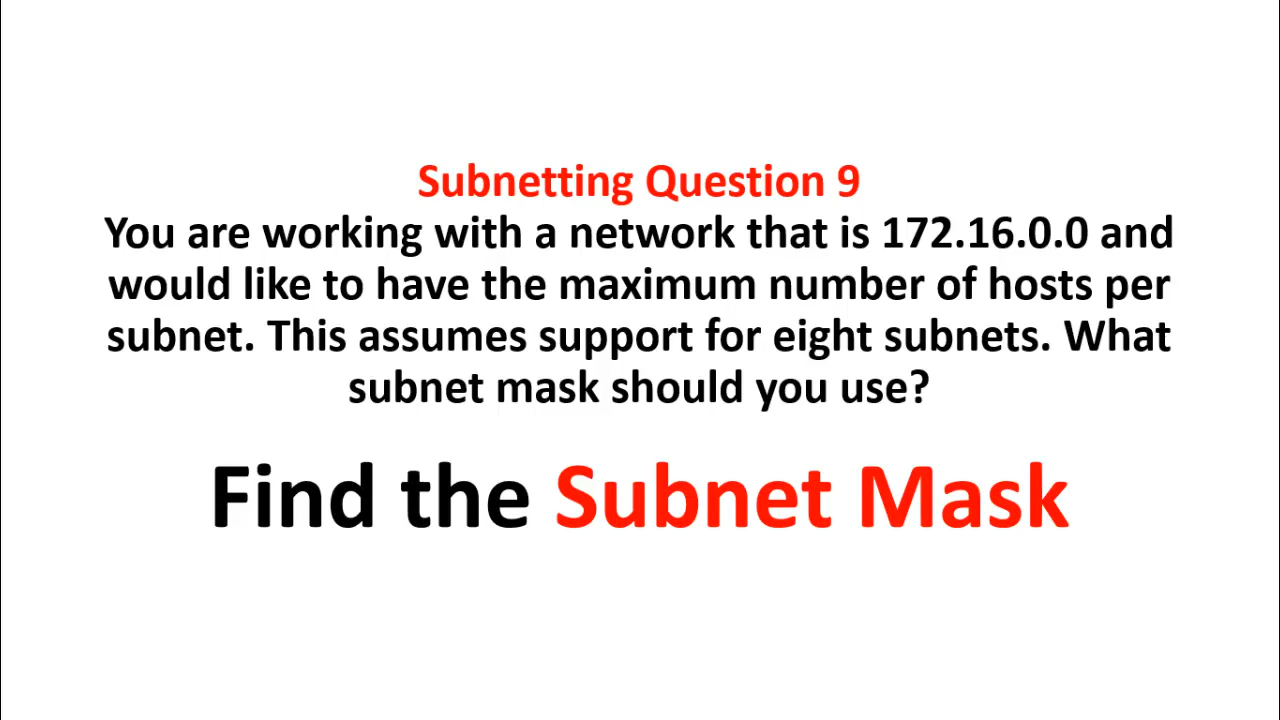 Subnetting Question 9
You are working with a network that is 172.16.0.0 and
would like to have the maximum number of hosts per
subnet. This assumes support for eight subnets. What
subnet mask should you use?
Find the Subnet Mask